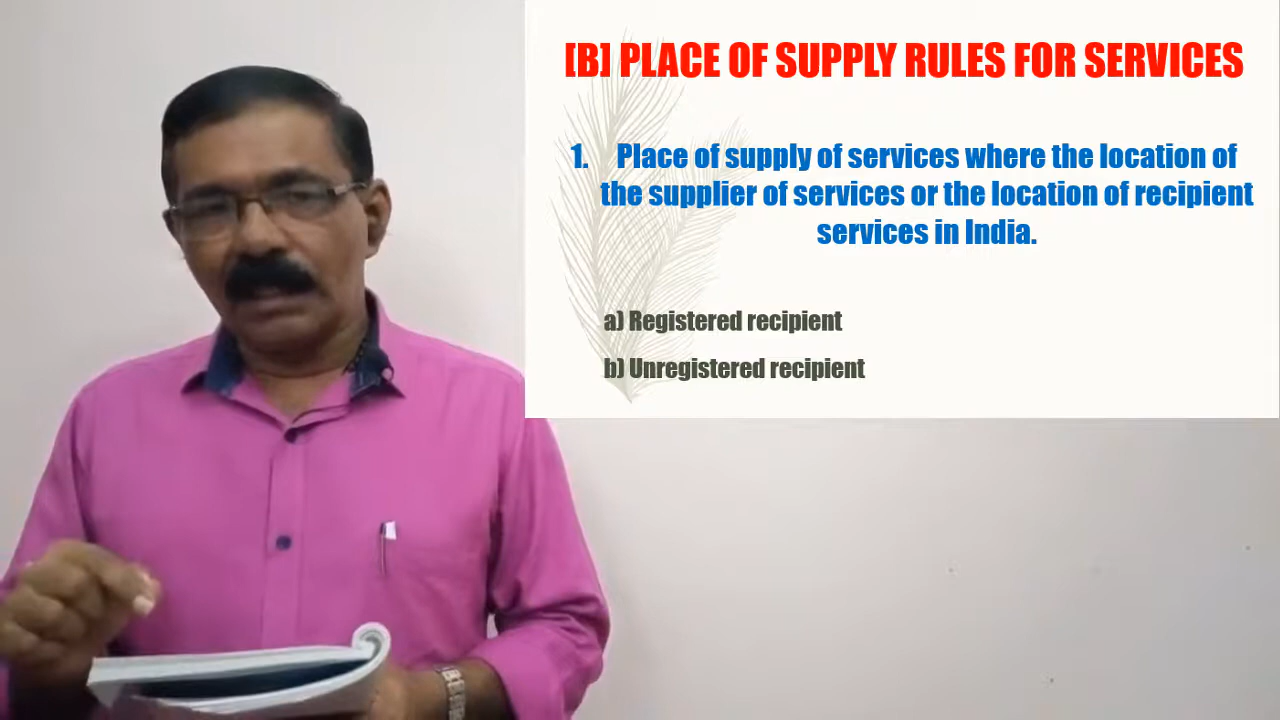 [B] PLACE OF SUPPLY RULES FOR SERVICES
1. Place of supply of services where the location of
the supplier of services or the location of recipient
services in India.
a) Registered recipient
b) Unregistered recipient